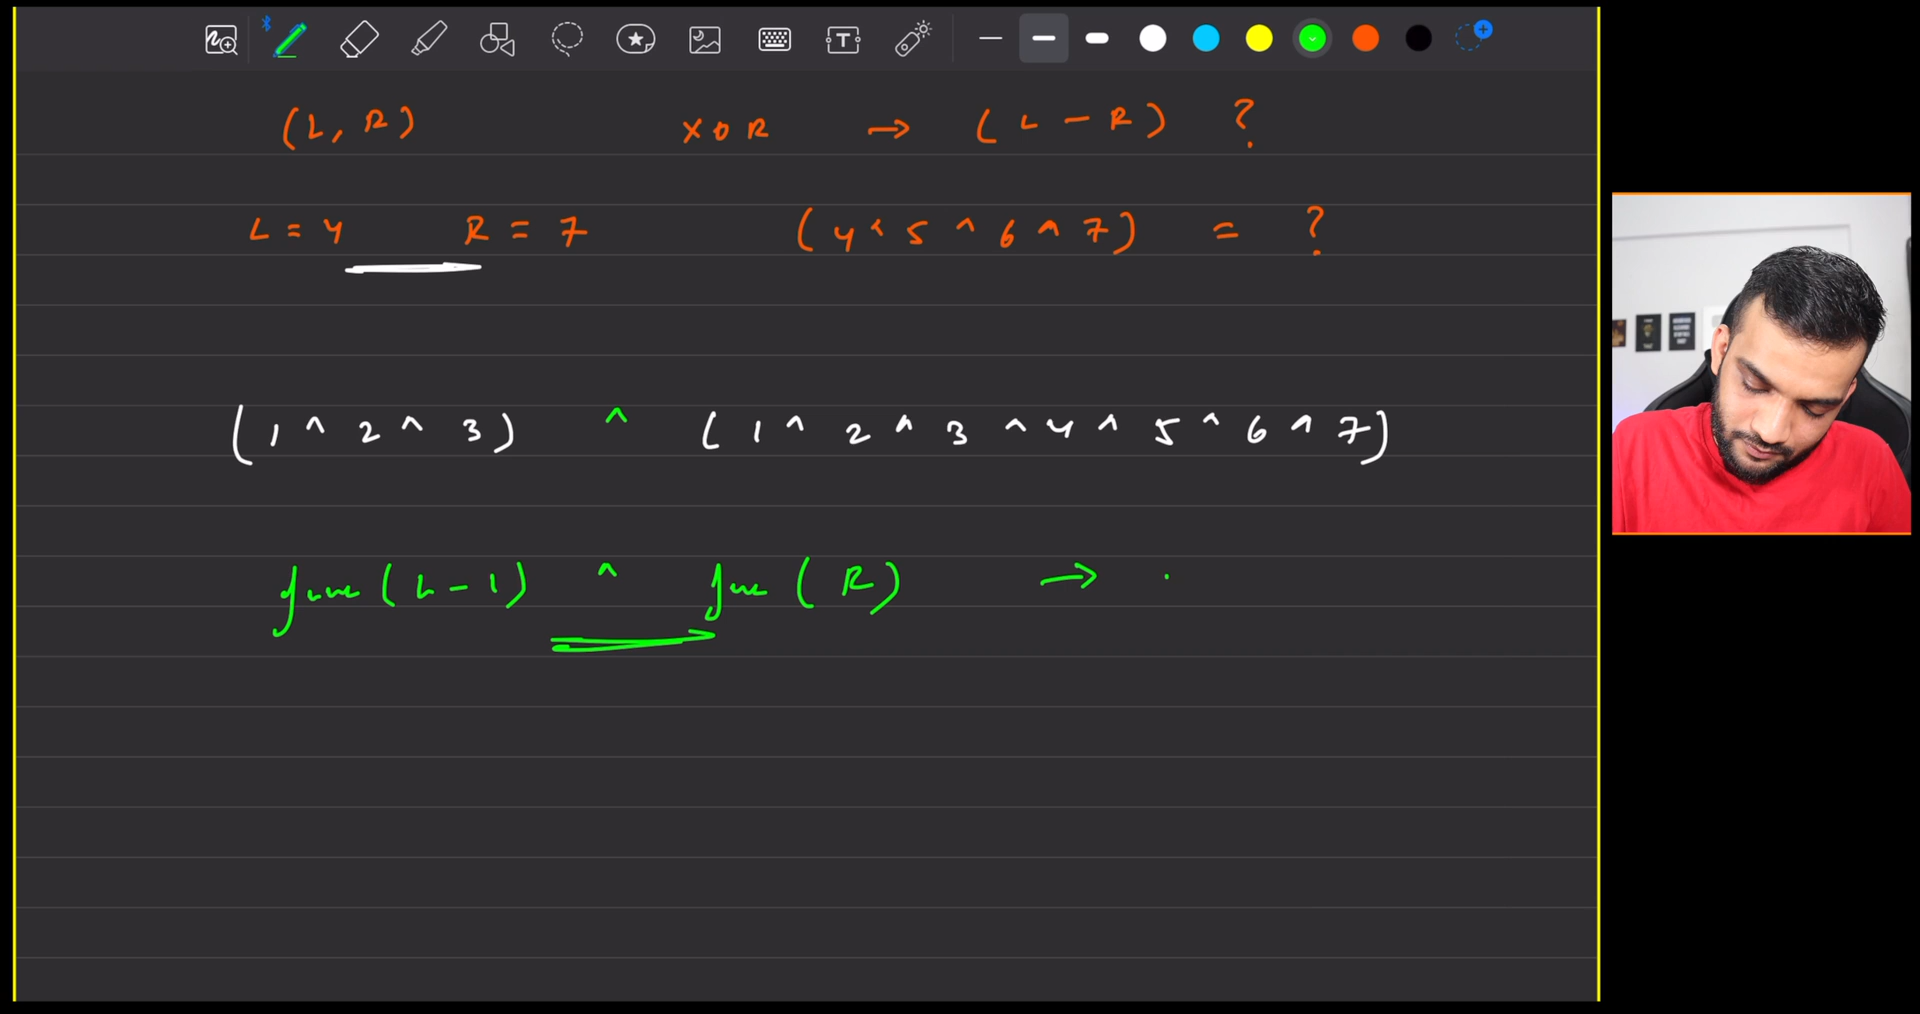 (L, R) XOR → (L - R) ?
L = 4 R = 7 (4 ^ 5 ^ 6 ^ 7) = ?
(1 ^ 2 ^ 3) ^ (1 ^ 2 ^ 3 ^ 4 ^ 5 ^ 6 ^ 7)
func(L-1) ^ func(R) →